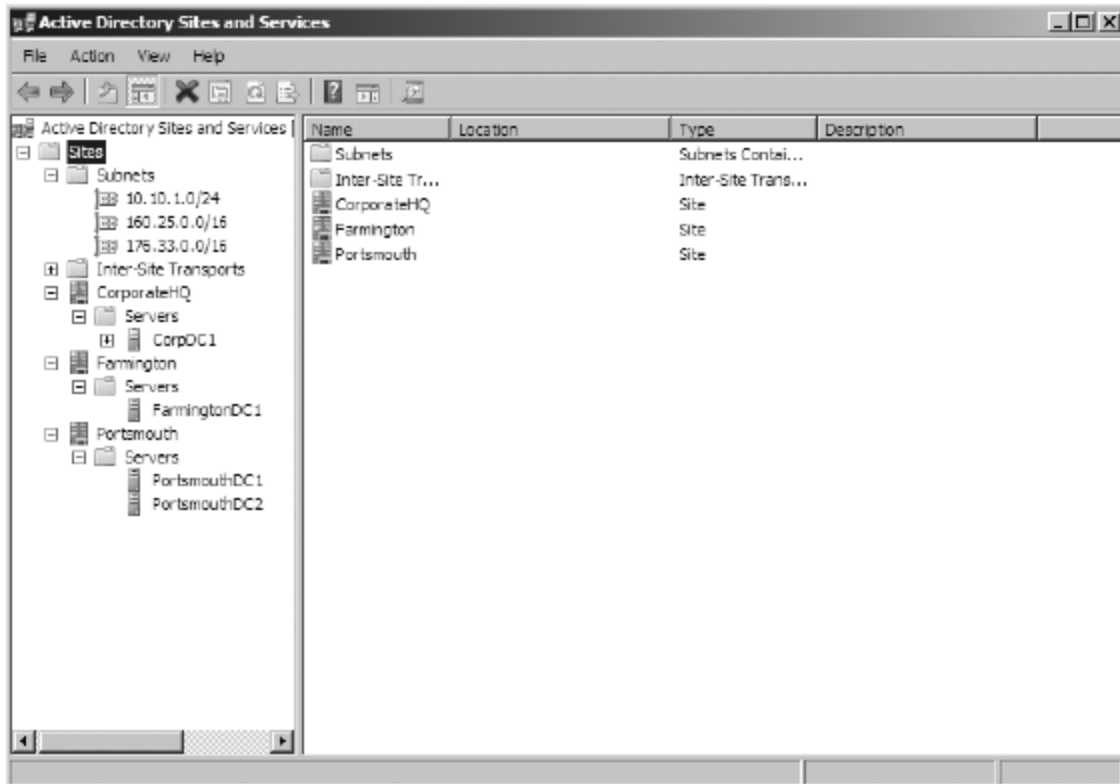 Active Directory Sites and Services
File Action View Help
Active Directory Sites and Services [
Sites
Subnets
10.10.1.0/24
160.25.0.0/16
176.33.0.0/16
Inter-Site Transports
CorporateHQ
Servers
CorpDC1
Farmington
Servers
FarmingtonDC1
Portsmouth
Servers
PortsmouthDC1
PortsmouthDC2
Name Location Type Description
Subnets Subnets Contai...
Inter-Site Tr... Inter-Site Trans...
CorporateHQ Site
Farmington Site
Portsmouth Site